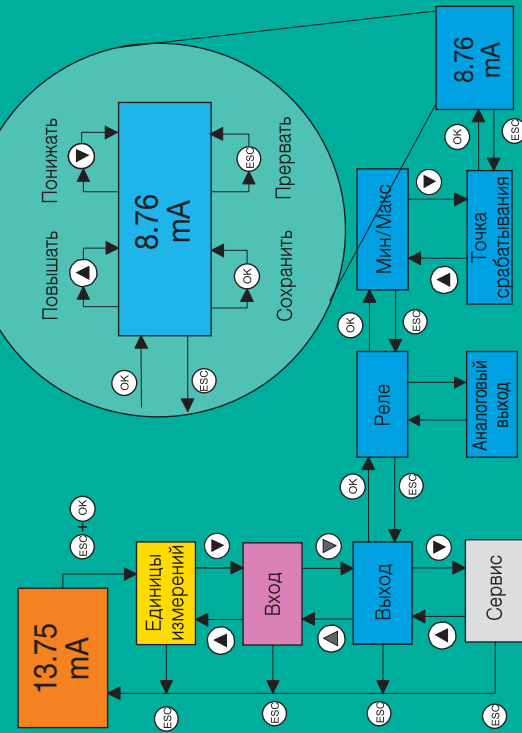 13.75
mA
ESC + OK
Единицы
измерений
Вход
Выход
Сервис
ESC
ESC
ESC
ESC
OK
ESC
Реле
Аналоговый
выход
OK
ESC
Мин/Макс
Точка
срабатывания
OK
ESC
8.76
mA
Повышать
Понижать
OK
ESC
8.76
mA
OK
ESC
Сохранить
Прервать